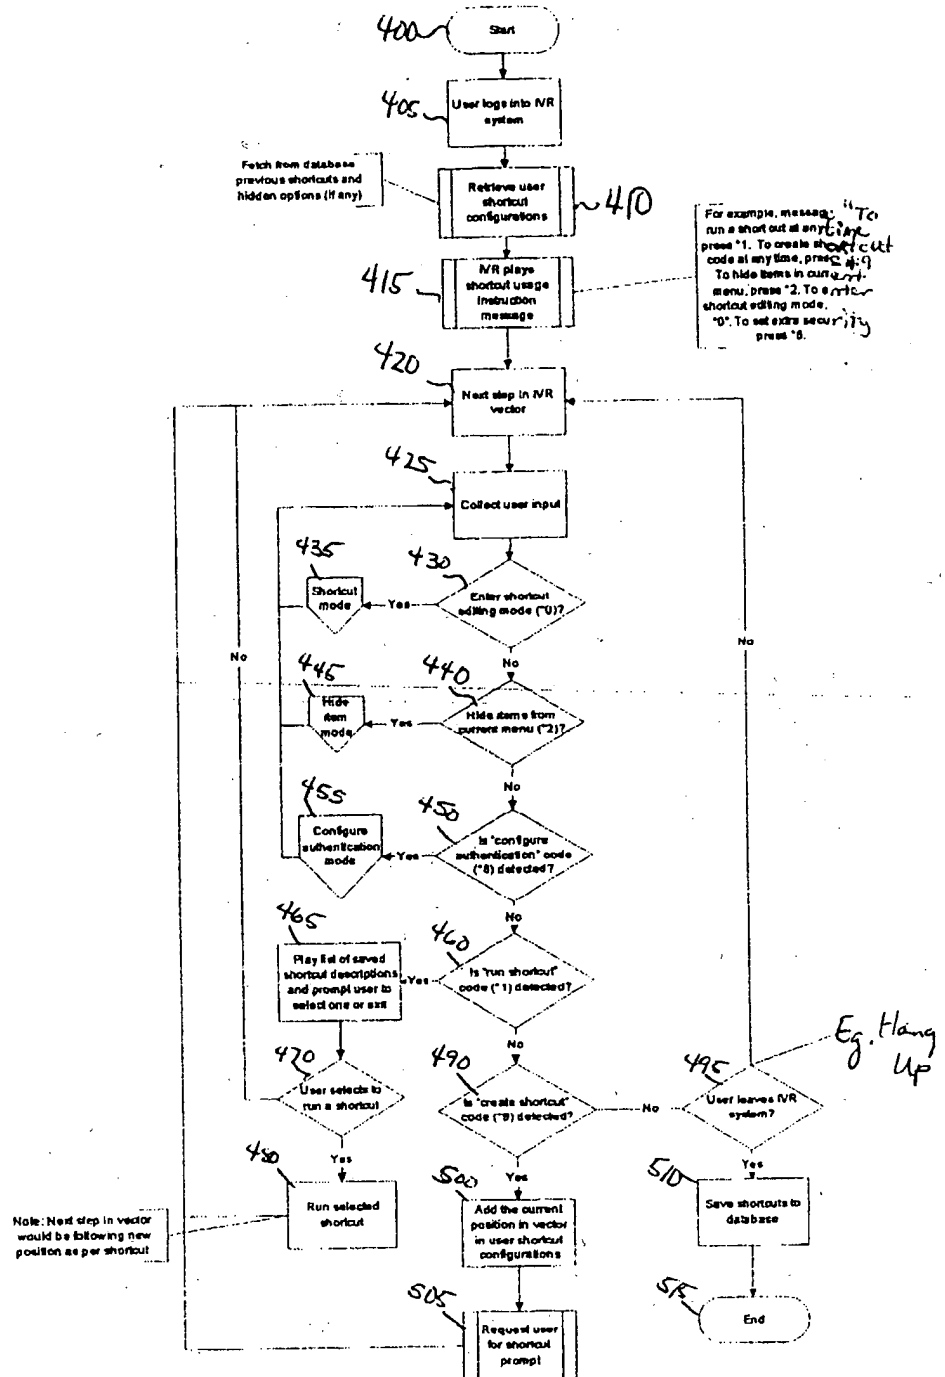 400
Start
405
User logs into IVR
system
Fetch from database
previous shortcuts and
hidden options (if any)
Retrieve user
shortcut
configurations
410
For example, message "To
run a short cut at any time
press *1. To create shortcut
code at any time, press *9
To hide items in current
menu, press *2. To enter
shortcut editing mode,
*0*. To set extra security
press *8.
415
IVR plays
shortcut usage
instruction
message
420
Next step in IVR
vector
425
Collect user input
435
Shortcut
mode
Yes
430
Enter shortcut
editing mode (*0)?
No
No
No
445
Hide
item
mode
Yes
440
Hide items from
current menu (*2)?
No
455
Configure
authentication
mode
Yes
450
Is "configure
authentication" code
(*8) detected?
No
465
Play list of saved
shortcut descriptions
and prompt user to
select one or exit
Yes
460
Is "run shortcut"
code (*1) detected?
No
Eg. Hang
Up
470
User selects to
run a shortcut
490
Is "create shortcut"
code (*9) detected?
No
495
User leaves IVR
system?
Yes
Yes
Yes
480
Run selected
shortcut
500
Add the current
position in vector
in user shortcut
configurations
510
Save shortcuts to
database
Note: Next step in vector
would be following new
position as per shortcut
505
Request user
for shortcut
prompt
515
End